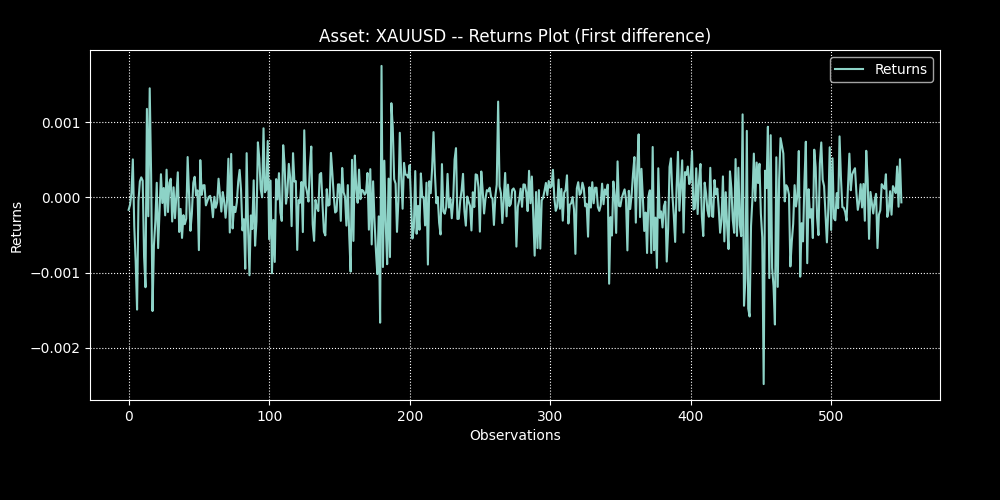 Asset: XAUUSD -- Returns Plot (First difference)
Returns
0.001
0.000
−0.001
−0.002
Returns
0 100 200 300 400 500
Observations